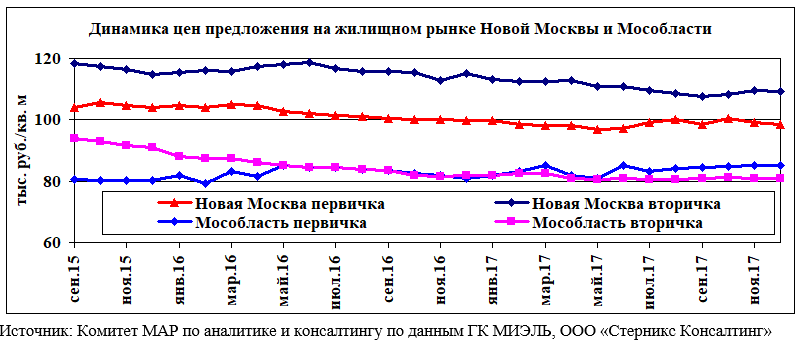 Динамика цен предложения на жилищном рынке Новой Москвы и Мособласти
тыс. руб./кв. м
120
100
80
60
Новая Москва первичка
Новая Москва вторичка
Мособласть первичка
Мособласть вторичка
сен.15
ноя.15
янв.16
мар.16
май.16
июл.16
сен.16
ноя.16
янв.17
мар.17
май.17
июл.17
сен.17
ноя.17
Источник: Комитет МАР по аналитике и консалтингу по данным ГК МИЭЛЬ, ООО «Стерникс Консалтинг»